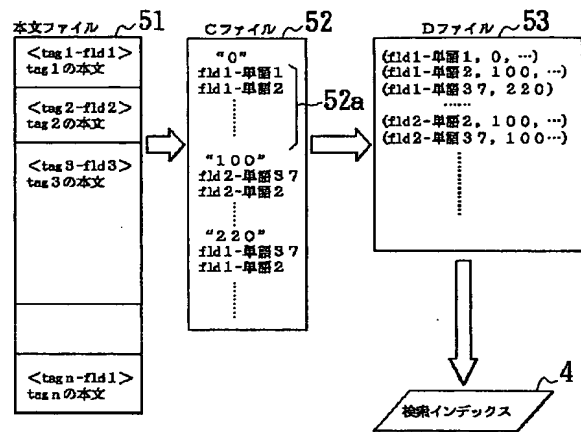 本文ファイル 51
<tag1-fld1>
tag1の本文
<tag2-fld2>
tag2の本文
<tag3-fld3>
tag3の本文
<tagn-fld1>
tagnの本文
Cファイル 52
"0"
fld1-単語1
fld1-単語2
52a
"100"
fld2-単語37
fld2-単語2
"220"
fld1-単語37
fld1-単語2
Dファイル 53
(fld1-単語1, 0, …)
(fld1-単語2, 100, …)
(fld1-単語37, 220)
……
(fld2-単語2, 100, …)
(fld2-単語37, 100…)
4
検索インデックス